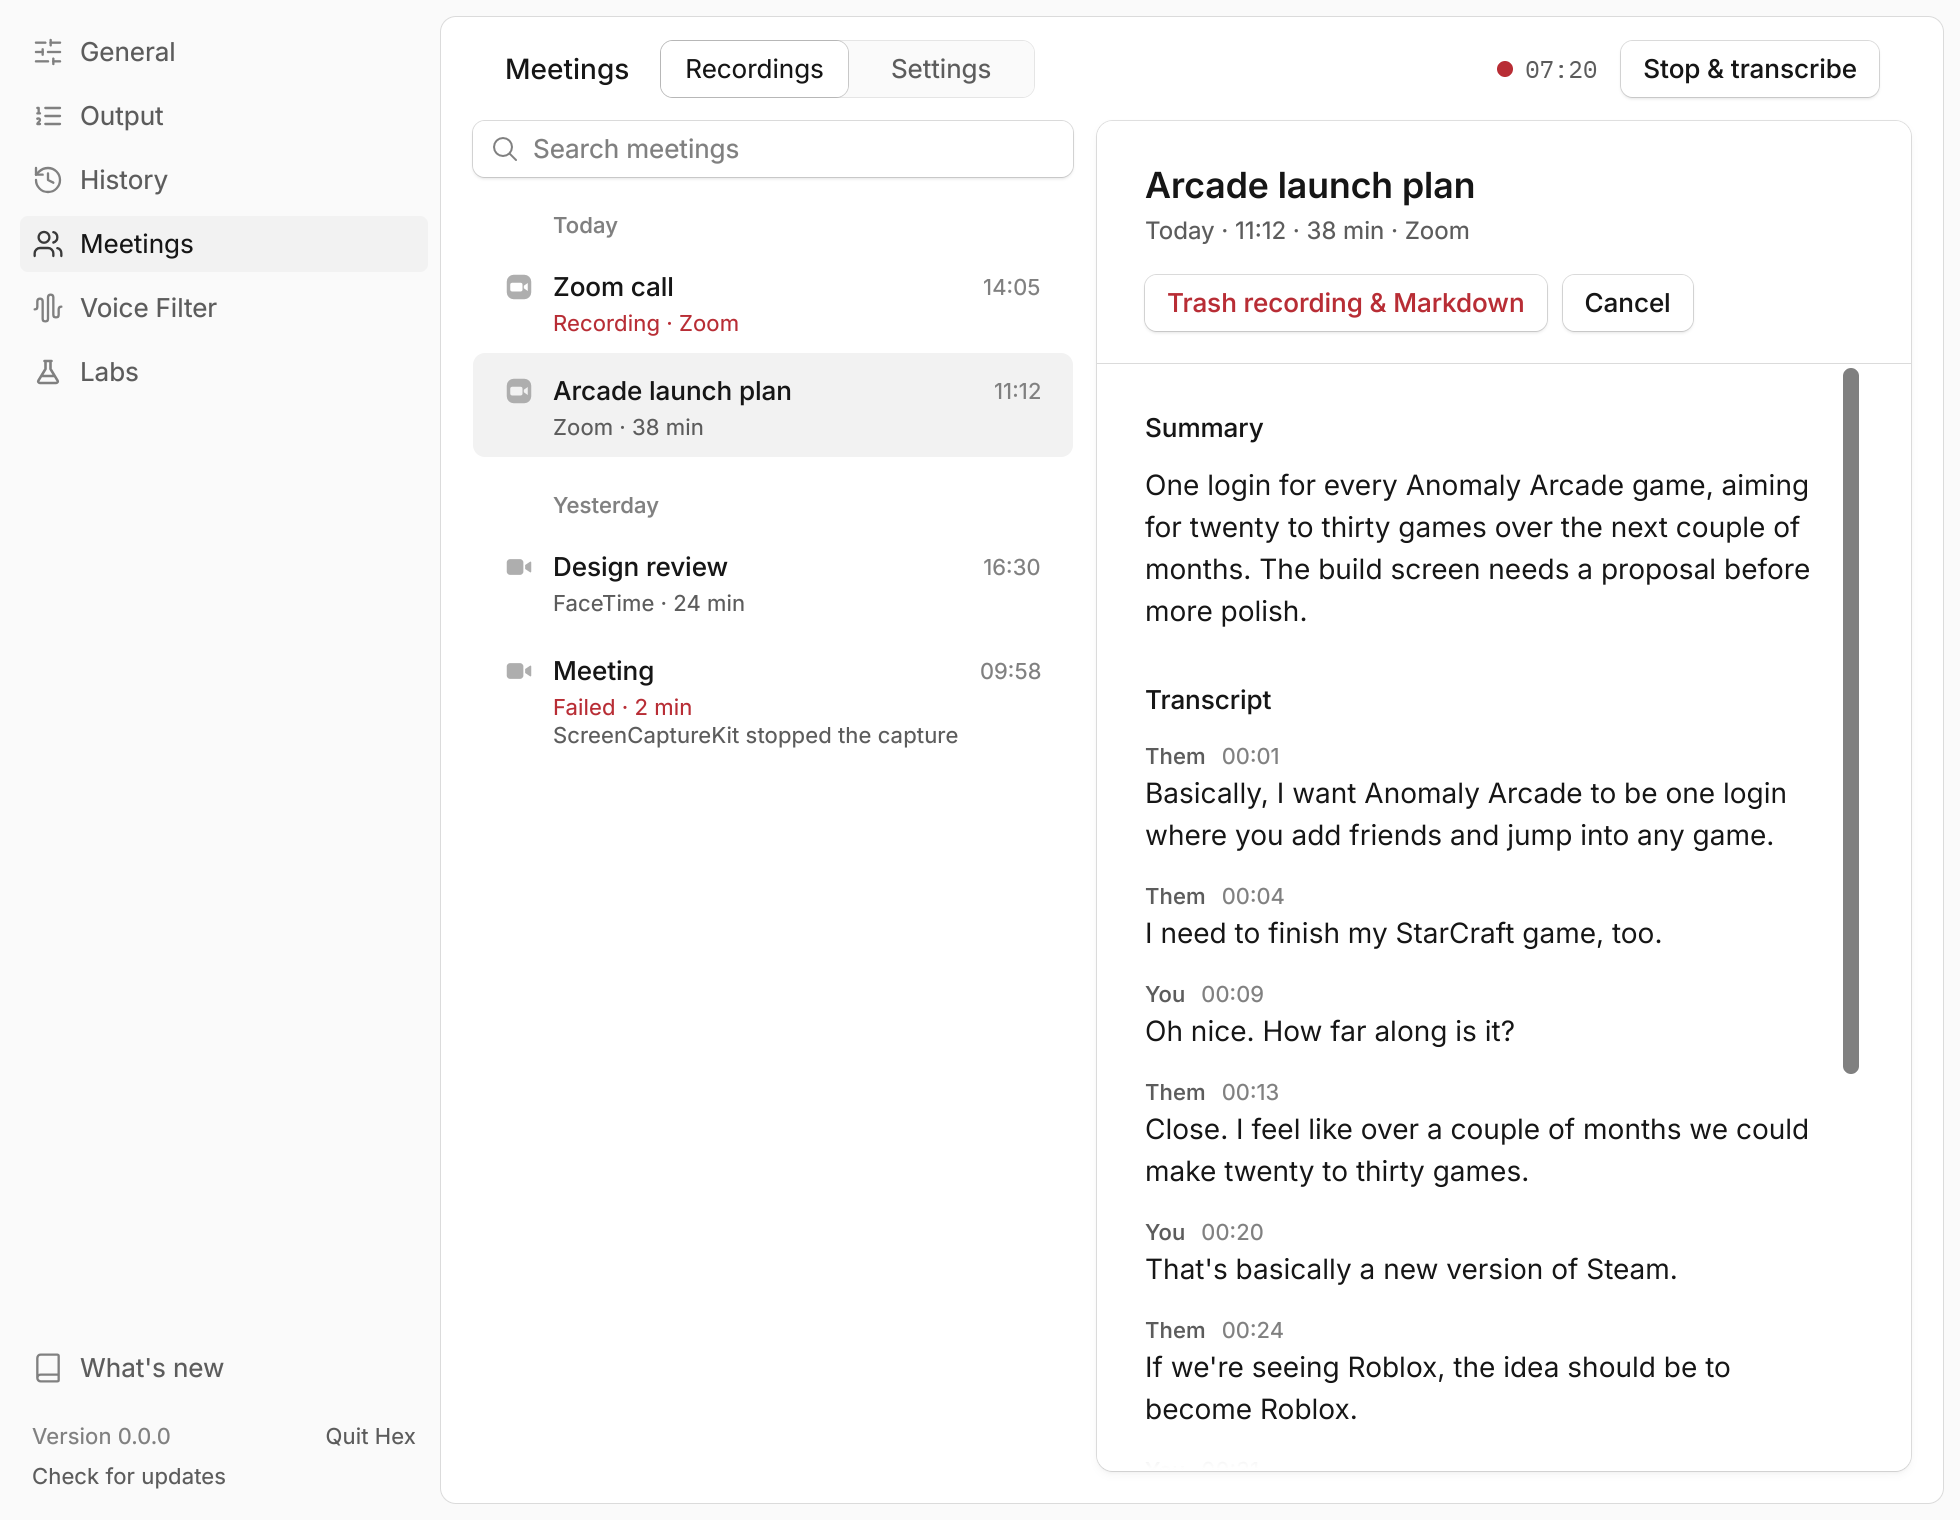 General
Output
History
Meetings
Voice Filter
Labs
What's new
Version 0.0.0
Quit Hex
Check for updates
Meetings
Recordings
Settings
07:20
Stop & transcribe
Search meetings
Today
Zoom call
14:05
Recording · Zoom
Arcade launch plan
11:12
Zoom · 38 min
Yesterday
Design review
16:30
FaceTime · 24 min
Meeting
09:58
Failed · 2 min
ScreenCaptureKit stopped the capture
Arcade launch plan
Today · 11:12 · 38 min · Zoom
Trash recording & Markdown
Cancel
Summary
One login for every Anomaly Arcade game, aiming
for twenty to thirty games over the next couple of
months. The build screen needs a proposal before
more polish.
Transcript
Them 00:01
Basically, I want Anomaly Arcade to be one login
where you add friends and jump into any game.
Them 00:04
I need to finish my StarCraft game, too.
You 00:09
Oh nice. How far along is it?
Them 00:13
Close. I feel like over a couple of months we could
make twenty to thirty games.
You 00:20
That's basically a new version of Steam.
Them 00:24
If we're seeing Roblox, the idea should be to
become Roblox.